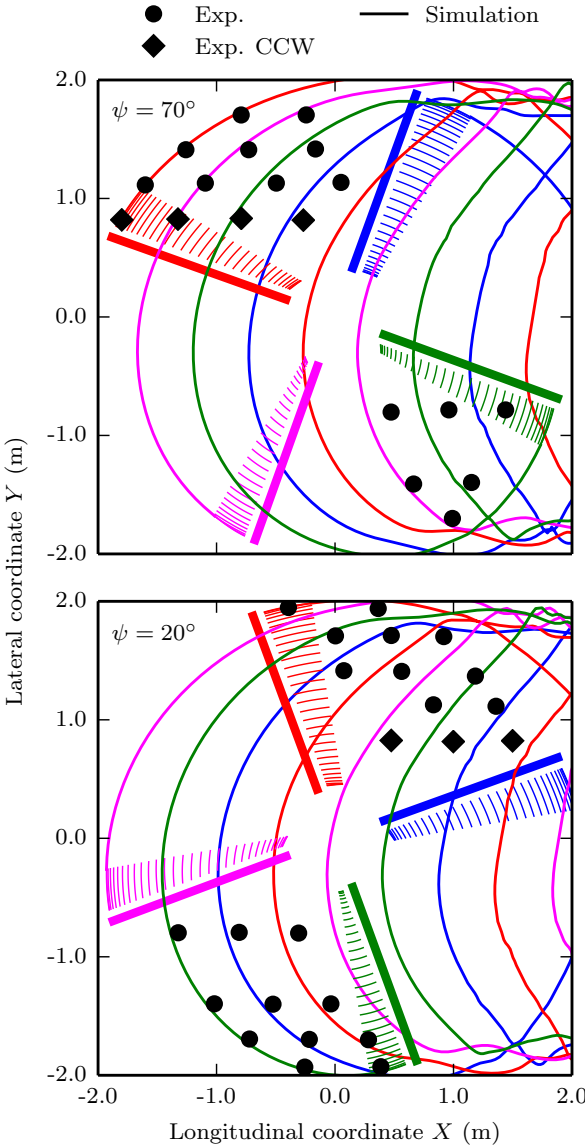 Exp.
Simulation
Exp. CCW
2.0
ψ = 70°
1.0
0.0
-1.0
-2.0
Lateral coordinate Y (m)
2.0
ψ = 20°
1.0
0.0
-1.0
-2.0
-2.0 -1.0 0.0 1.0 2.0
Longitudinal coordinate X (m)